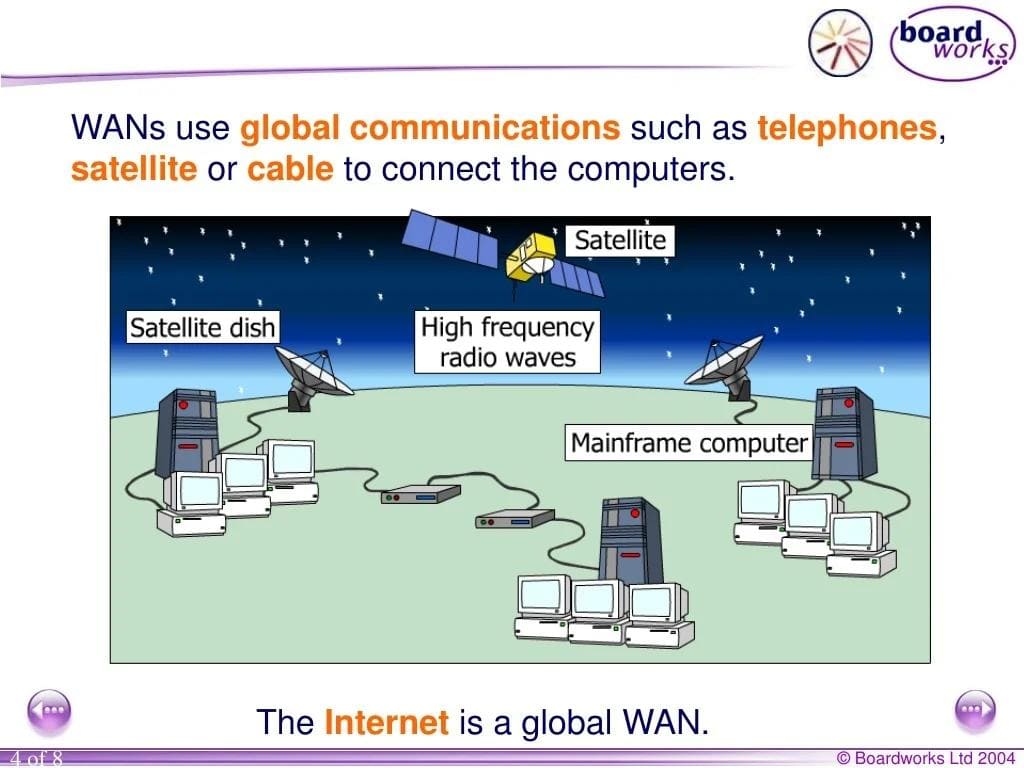 board
works
WANs use global communications such as telephones,
satellite or cable to connect the computers.
Satellite
Satellite dish
High frequency
radio waves
Mainframe computer
The Internet is a global WAN.
4 of 8
© Boardworks Ltd 2004